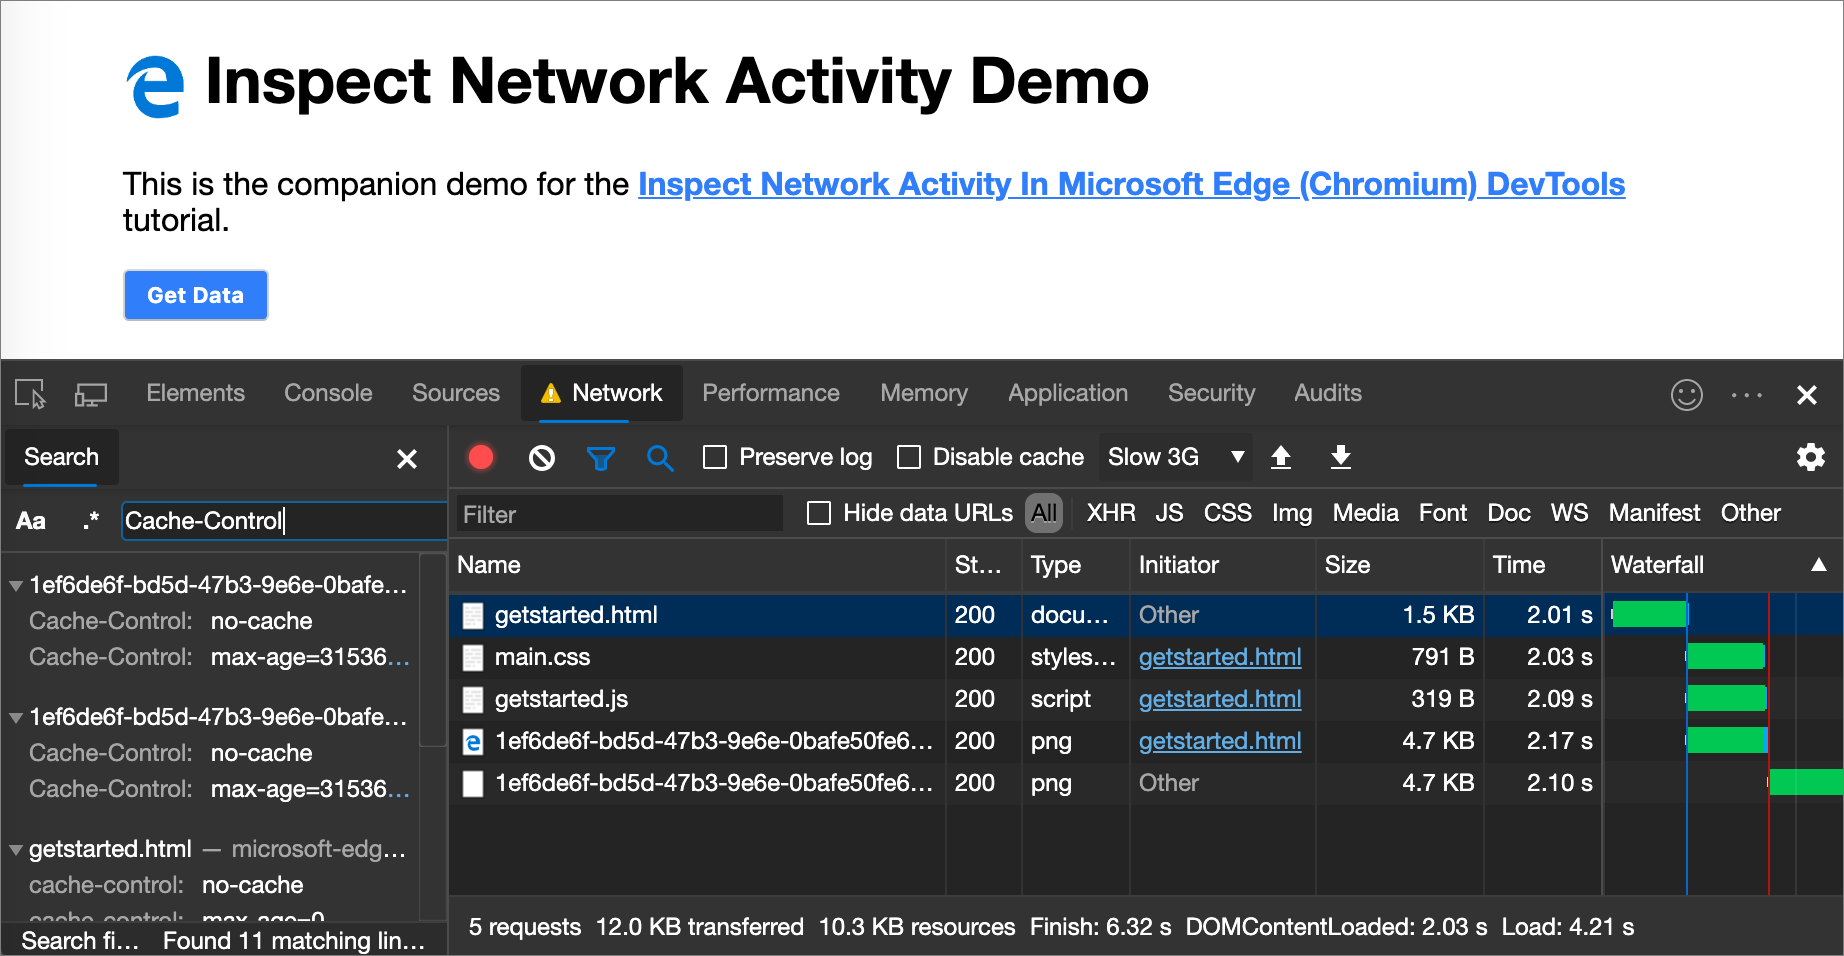 Inspect Network Activity Demo
This is the companion demo for the Inspect Network Activity In Microsoft Edge (Chromium) DevTools
tutorial.
Get Data
Elements Console Sources Network Performance Memory Application Security Audits
Search
Aa .* Cache-Control
1ef6de6f-bd5d-47b3-9e6e-0bafe...
Cache-Control: no-cache
Cache-Control: max-age=31536...
1ef6de6f-bd5d-47b3-9e6e-0bafe...
Cache-Control: no-cache
Cache-Control: max-age=31536...
getstarted.html — microsoft-edg...
cache-control: no-cache
cache-control: max-age=0
Search fi... Found 11 matching lin...
Preserve log Disable cache Slow 3G
Filter Hide data URLs All XHR JS CSS Img Media Font Doc WS Manifest Other
Name St... Type Initiator Size Time Waterfall
getstarted.html 200 docu... Other 1.5 KB 2.01 s
main.css 200 styles... getstarted.html 791 B 2.03 s
getstarted.js 200 script getstarted.html 319 B 2.09 s
1ef6de6f-bd5d-47b3-9e6e-0bafe50fe6... 200 png getstarted.html 4.7 KB 2.17 s
1ef6de6f-bd5d-47b3-9e6e-0bafe50fe6... 200 png Other 4.7 KB 2.10 s
5 requests 12.0 KB transferred 10.3 KB resources Finish: 6.32 s DOMContentLoaded: 2.03 s Load: 4.21 s